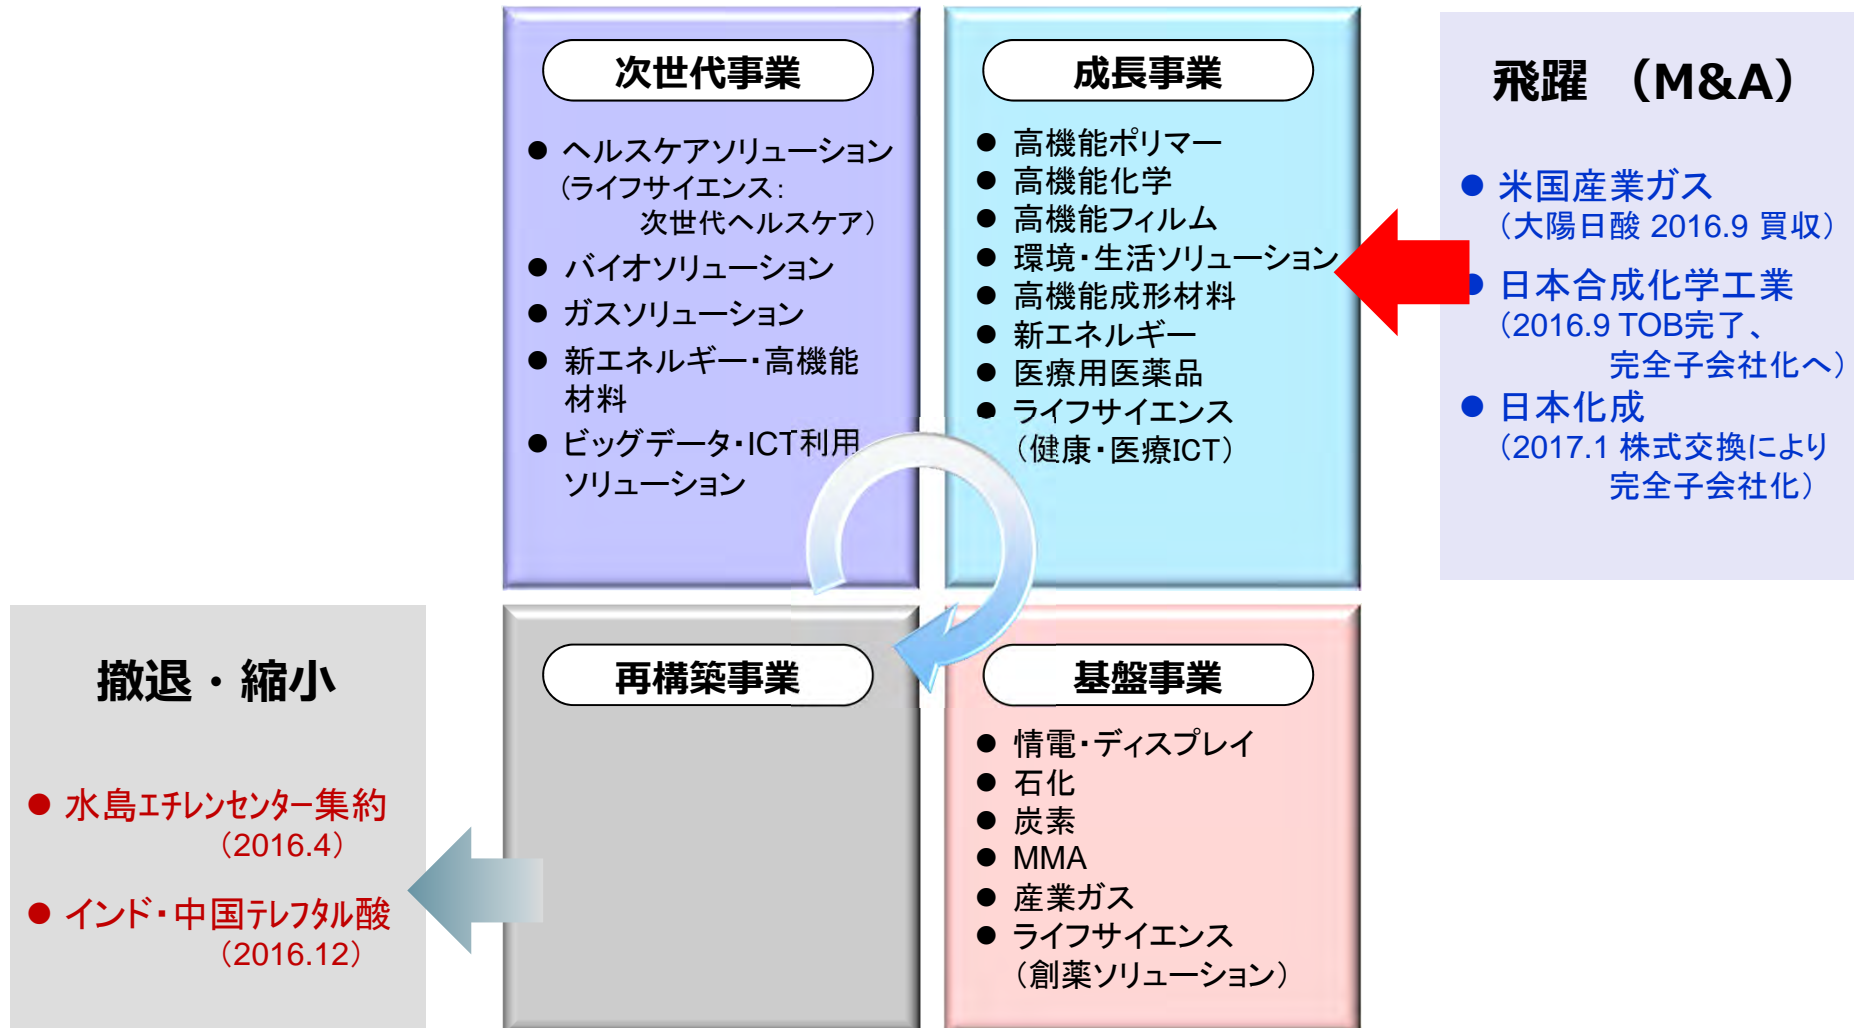 次世代事業
● ヘルスケアソリューション
(ライフサイエンス:
次世代ヘルスケア)
● バイオソリューション
● ガスソリューション
● 新エネルギー・高機能
材料
● ビッグデータ・ICT利用
ソリューション
成長事業
● 高機能ポリマー
● 高機能化学
● 高機能フィルム
● 環境・生活ソリューション
● 高機能成形材料
● 新エネルギー
● 医療用医薬品
● ライフサイエンス
(健康・医療ICT)
飛躍 (M&A)
● 米国産業ガス
(大陽日酸 2016.9 買収)
● 日本合成化学工業
(2016.9 TOB完了、
完全子会社化へ)
● 日本化成
(2017.1 株式交換により
完全子会社化)
撤退・縮小
● 水島エチレンセンター集約
(2016.4)
● インド・中国テレフタル酸
(2016.12)
再構築事業
基盤事業
● 情電・ディスプレイ
● 石化
● 炭素
● MMA
● 産業ガス
● ライフサイエンス
(創薬ソリューション)